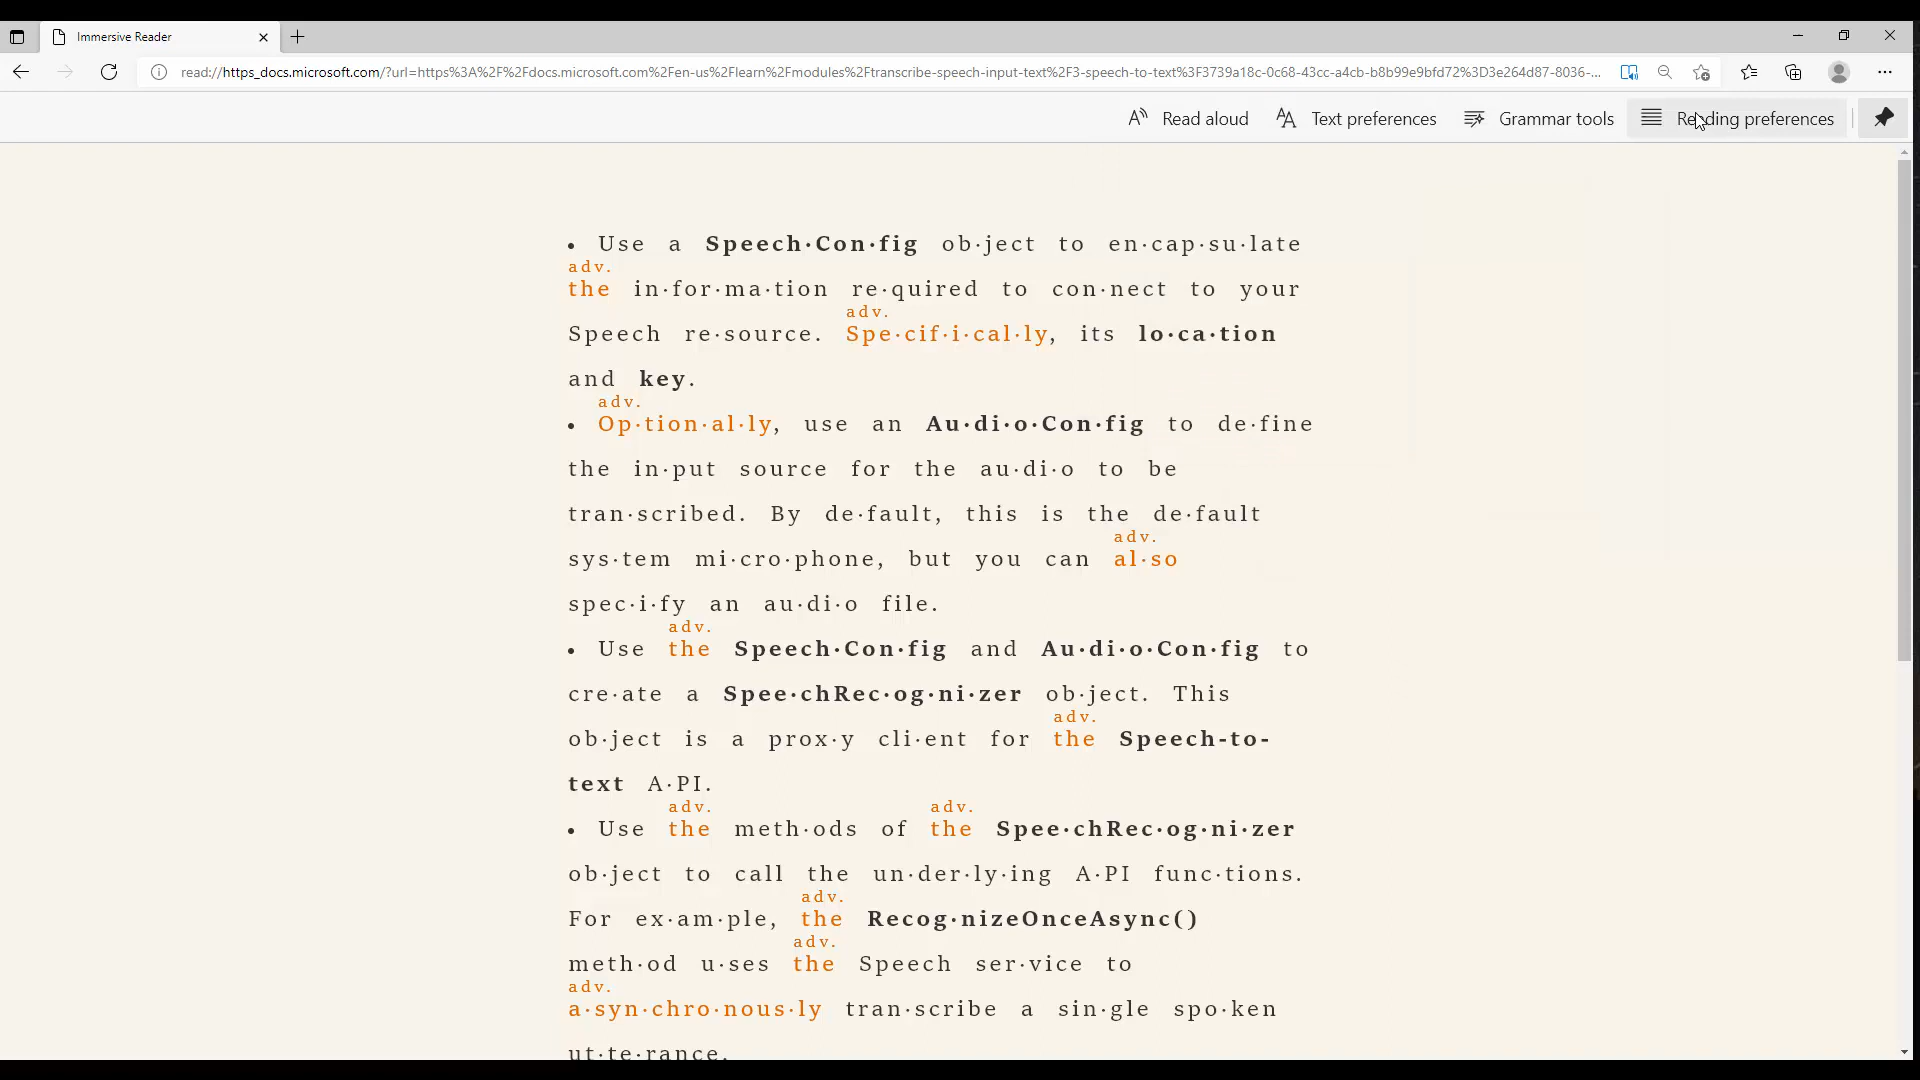 Immersive Reader
read://https_docs.microsoft.com/?url=https%3A%2F%2Fdocs.microsoft.com%2Fen-us%2Flearn%2Fmodules%2Ftranscribe-speech-input-text%2F3-speech-to-text%3F3739a18c-0c68-43cc-a4cb-b8b99e9bfd72%3D3e264d87-8036-...
Read aloud Text preferences Grammar tools Reading preferences
• Use a Speech·Con·fig ob·ject to en·cap·su·late
adv.
the in·for·ma·tion re·quired to con·nect to your
adv.
Speech re·source. Spe·cif·i·cal·ly, its lo·ca·tion
and key.
adv.
• Op·tion·al·ly, use an Au·di·o·Con·fig to de·fine
the in·put source for the au·di·o to be
tran·scribed. By de·fault, this is the de·fault
adv.
sys·tem mi·cro·phone, but you can al·so
spec·i·fy an au·di·o file.
adv.
• Use the Speech·Con·fig and Au·di·o·Con·fig to
cre·ate a Spee·chRec·og·ni·zer ob·ject. This
adv.
ob·ject is a prox·y cli·ent for the Speech-to-
text A·PI.
adv. adv.
• Use the meth·ods of the Spee·chRec·og·ni·zer
ob·ject to call the un·der·ly·ing A·PI func·tions.
adv.
For ex·am·ple, the Recog·nizeOnceAsync()
adv.
meth·od u·ses the Speech ser·vice to
adv.
a·syn·chro·nous·ly tran·scribe a sin·gle spo·ken
ut·te·rance.